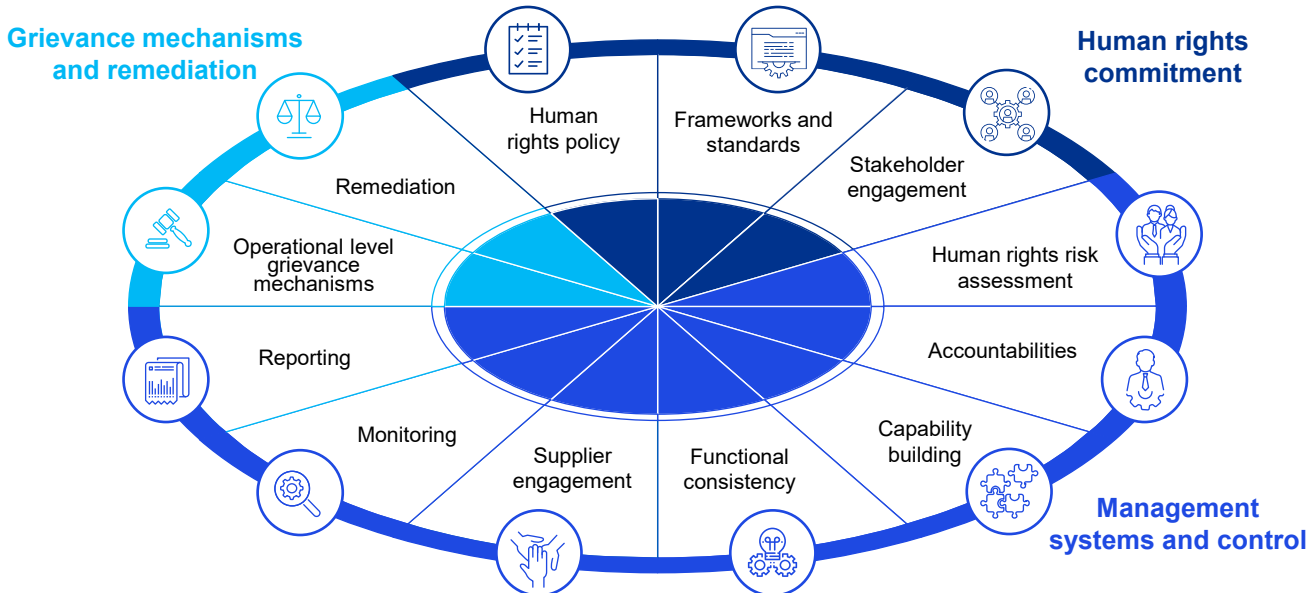 Grievance mechanisms
and remediation
Human rights
commitment
Human
rights policy
Frameworks and
standards
Stakeholder
engagement
Remediation
Operational level
grievance
mechanisms
Human rights risk
assessment
Reporting
Accountabilities
Monitoring
Capability
building
Supplier
engagement
Functional
consistency
Management
systems and control